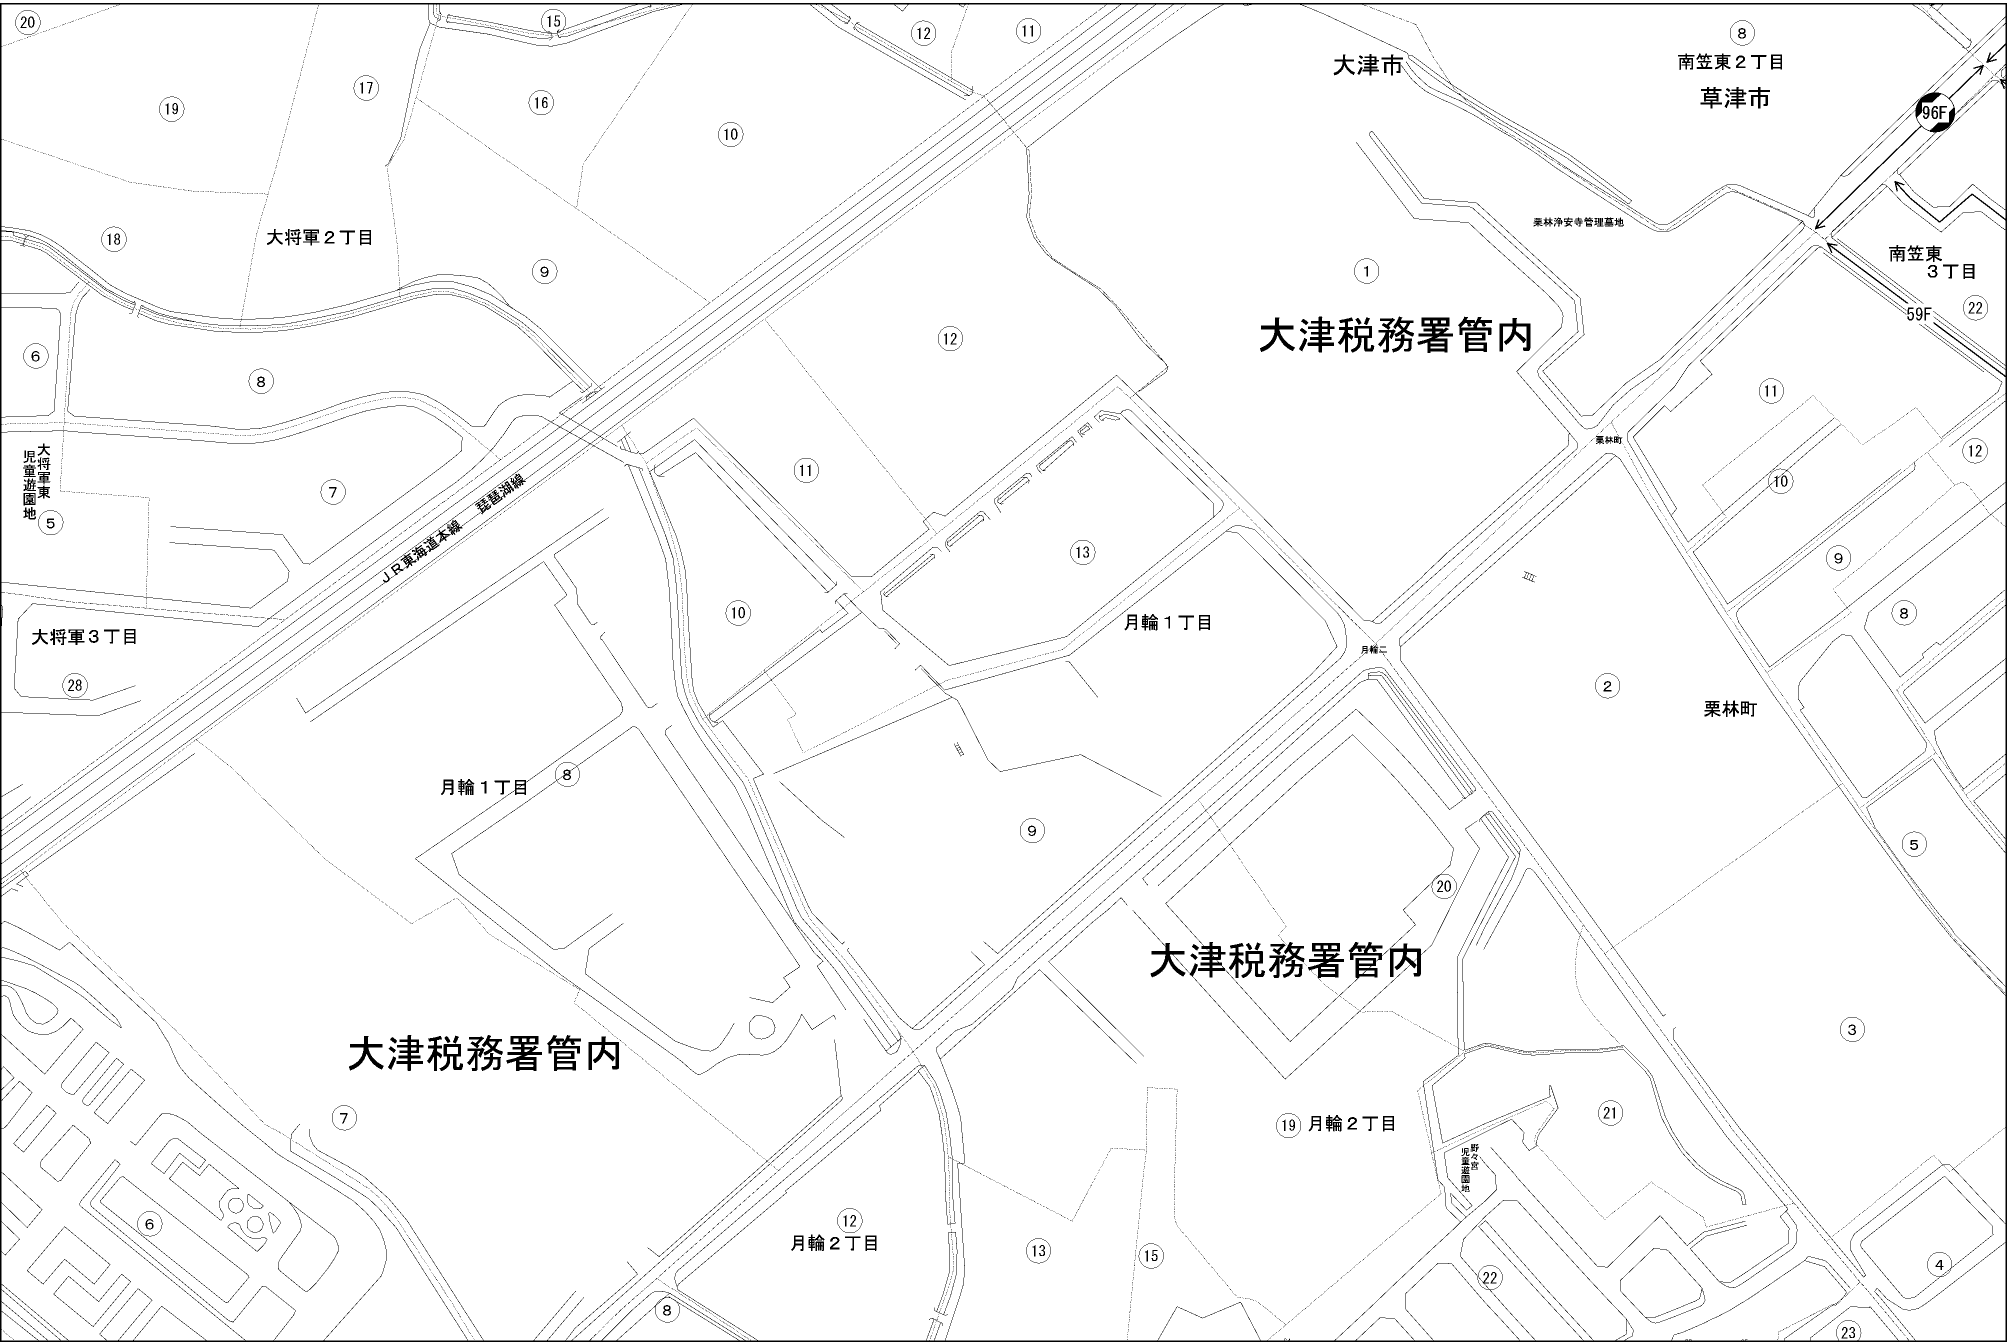 ⑳
⑮
⑫
⑪
⑧
南笠東２丁目
草津市
大津市
96F
⑰
⑲
⑯
⑩
⑱
大将軍２丁目
⑨
栗林浄安寺管理墓地
①
南笠東
３丁目
㉒
59F
大津税務署管内
⑫
⑥
⑧
⑪
栗林町
⑫
⑩
大将軍東
児童遊園地
⑤
⑦
⑪
ＪＲ東海道本線　琵琶湖線
⑬
⑨
⑩
月輪１丁目
⑧
大将軍３丁目
㉘
月輪二
②
栗林町
月輪１丁目
⑧
⑨
⑤
⑳
大津税務署管内
③
大津税務署管内
⑦
⑲
月輪２丁目
㉑
野々宮
児童遊園地
⑥
⑫
月輪２丁目
⑬
⑮
㉒
④
⑧
㉓